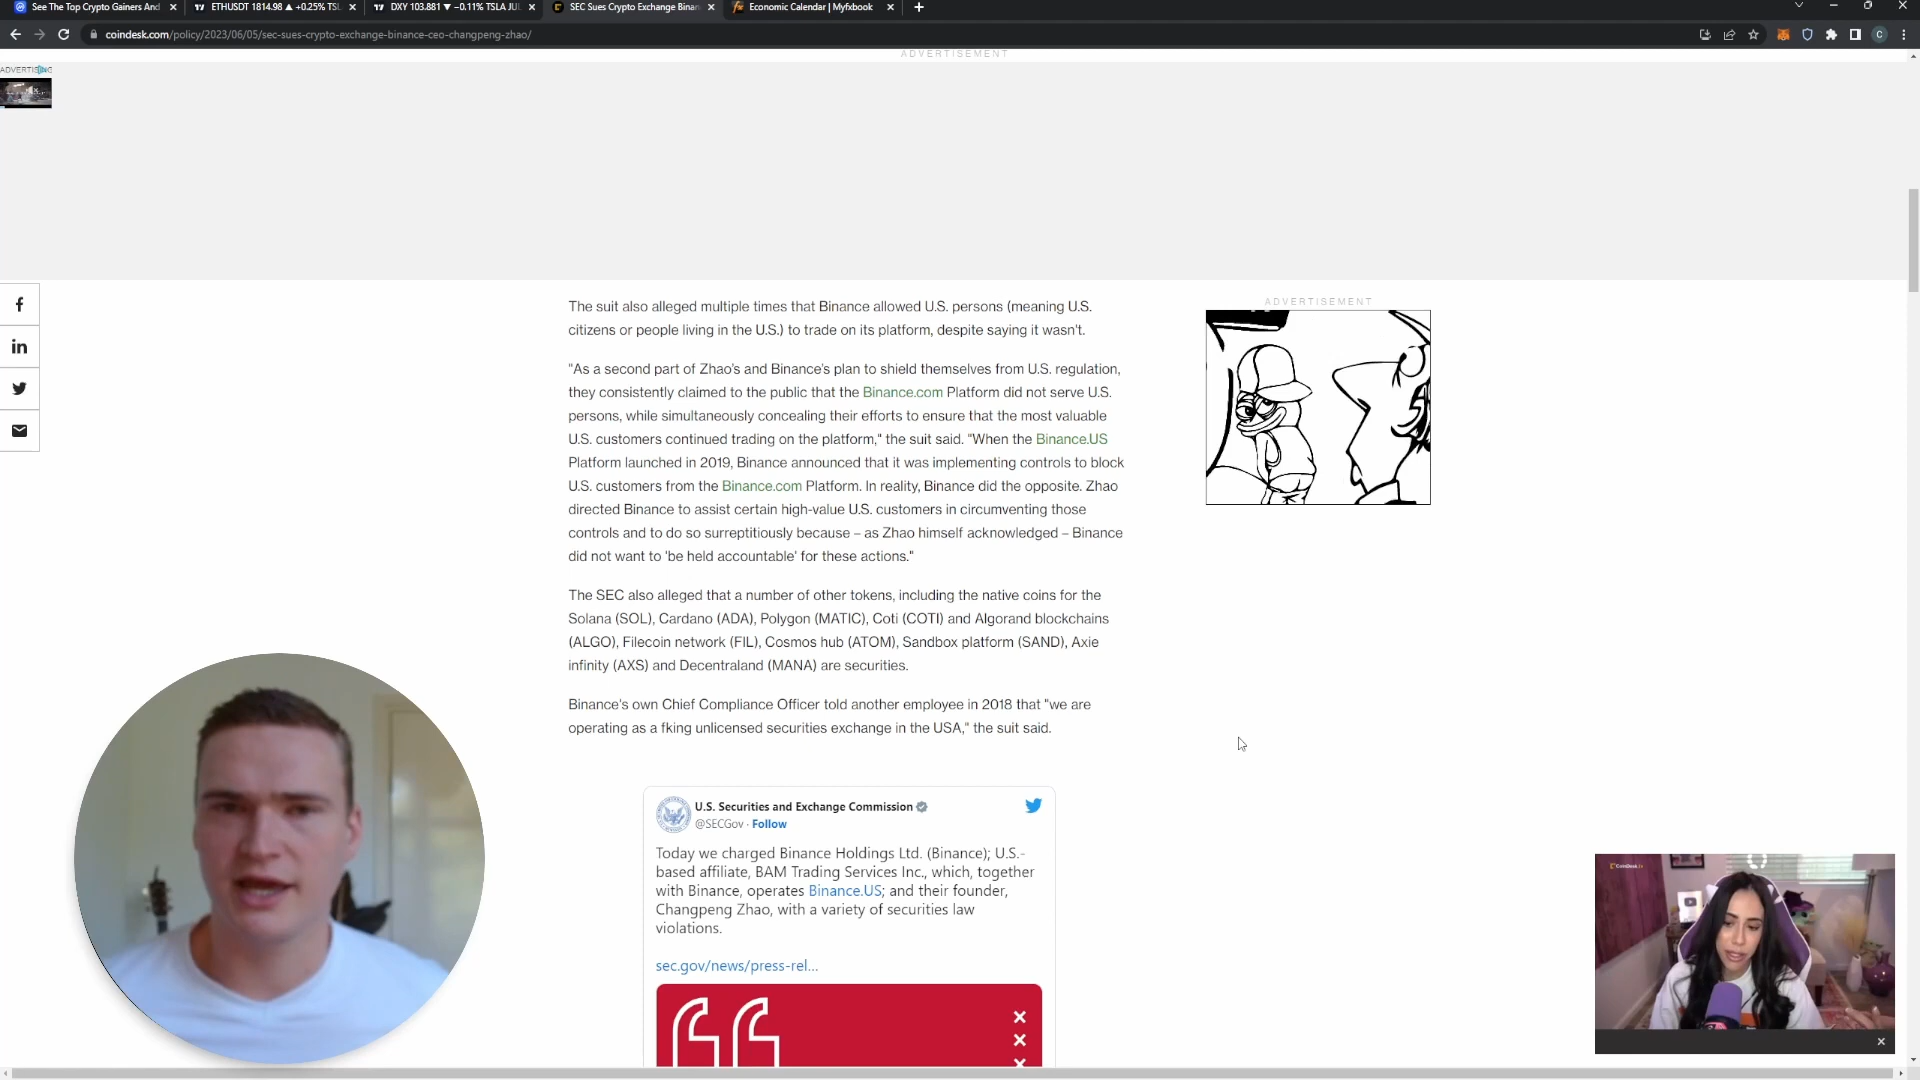 See The Top Crypto Gainers And
ETHUSDT 1814.98 ▲ +0.25% TSL
DXY 103.881 ▼ −0.11% TSLA JUL
SEC Sues Crypto Exchange Binan
Economic Calendar | Myfxbook
coindesk.com/policy/2023/06/05/sec-sues-crypto-exchange-binance-ceo-changpeng-zhao/
ADVERTISEMENT
ADVERTISING
The suit also alleged multiple times that Binance allowed U.S. persons (meaning U.S.
citizens or people living in the U.S.) to trade on its platform, despite saying it wasn't.
ADVERTISEMENT
"As a second part of Zhao's and Binance's plan to shield themselves from U.S. regulation,
they consistently claimed to the public that the Binance.com Platform did not serve U.S.
persons, while simultaneously concealing their efforts to ensure that the most valuable
U.S. customers continued trading on the platform," the suit said. "When the Binance.US
Platform launched in 2019, Binance announced that it was implementing controls to block
U.S. customers from the Binance.com Platform. In reality, Binance did the opposite. Zhao
directed Binance to assist certain high-value U.S. customers in circumventing those
controls and to do so surreptitiously because – as Zhao himself acknowledged – Binance
did not want to 'be held accountable' for these actions."
The SEC also alleged that a number of other tokens, including the native coins for the
Solana (SOL), Cardano (ADA), Polygon (MATIC), Coti (COTI) and Algorand blockchains
(ALGO), Filecoin network (FIL), Cosmos hub (ATOM), Sandbox platform (SAND), Axie
infinity (AXS) and Decentraland (MANA) are securities.
Binance's own Chief Compliance Officer told another employee in 2018 that "we are
operating as a fking unlicensed securities exchange in the USA," the suit said.
U.S. Securities and Exchange Commission
@SECGov · Follow
Today we charged Binance Holdings Ltd. (Binance); U.S.-
based affiliate, BAM Trading Services Inc., which, together
with Binance, operates Binance.US; and their founder,
Changpeng Zhao, with a variety of securities law
violations.
sec.gov/news/press-rel...
CoinDesk